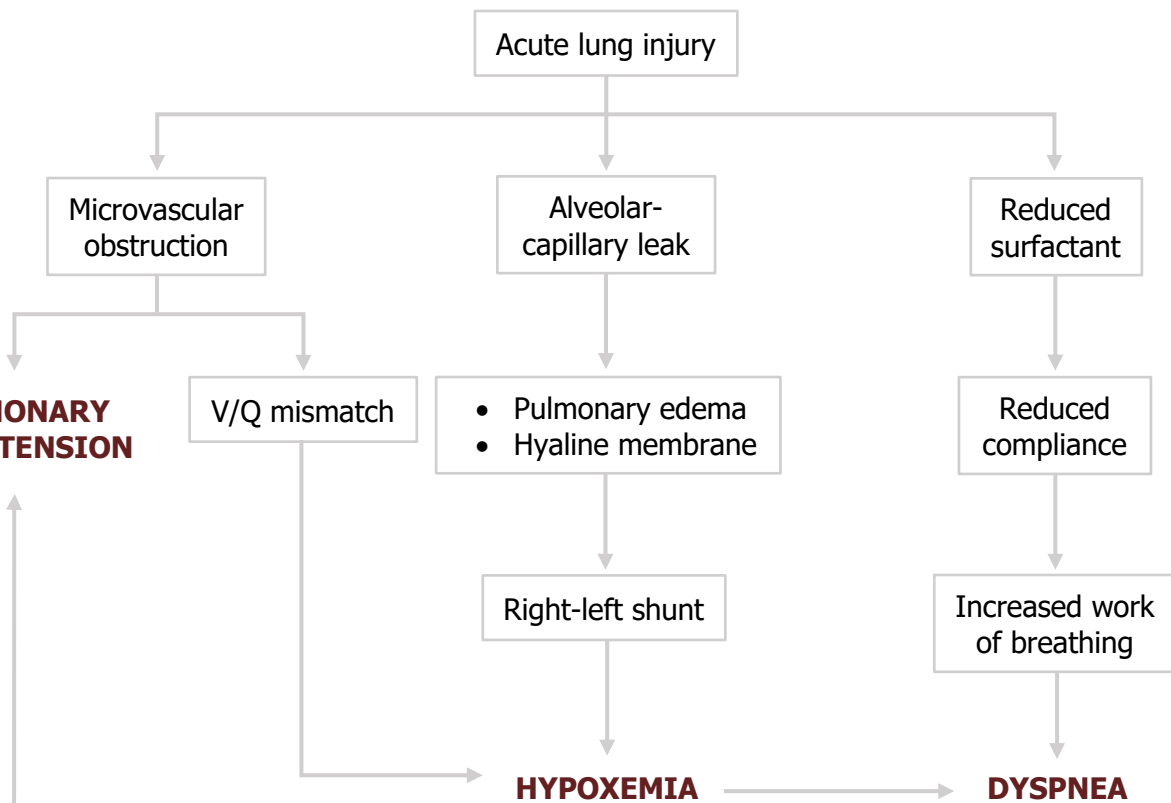 Acute lung injury
Microvascular
obstruction
Alveolar-
capillary leak
Reduced
surfactant
V/Q mismatch
• Pulmonary edema
• Hyaline membrane
Reduced
compliance
IONARY
TENSION
Right-left shunt
Increased work
of breathing
HYPOXEMIA
DYSPNEA